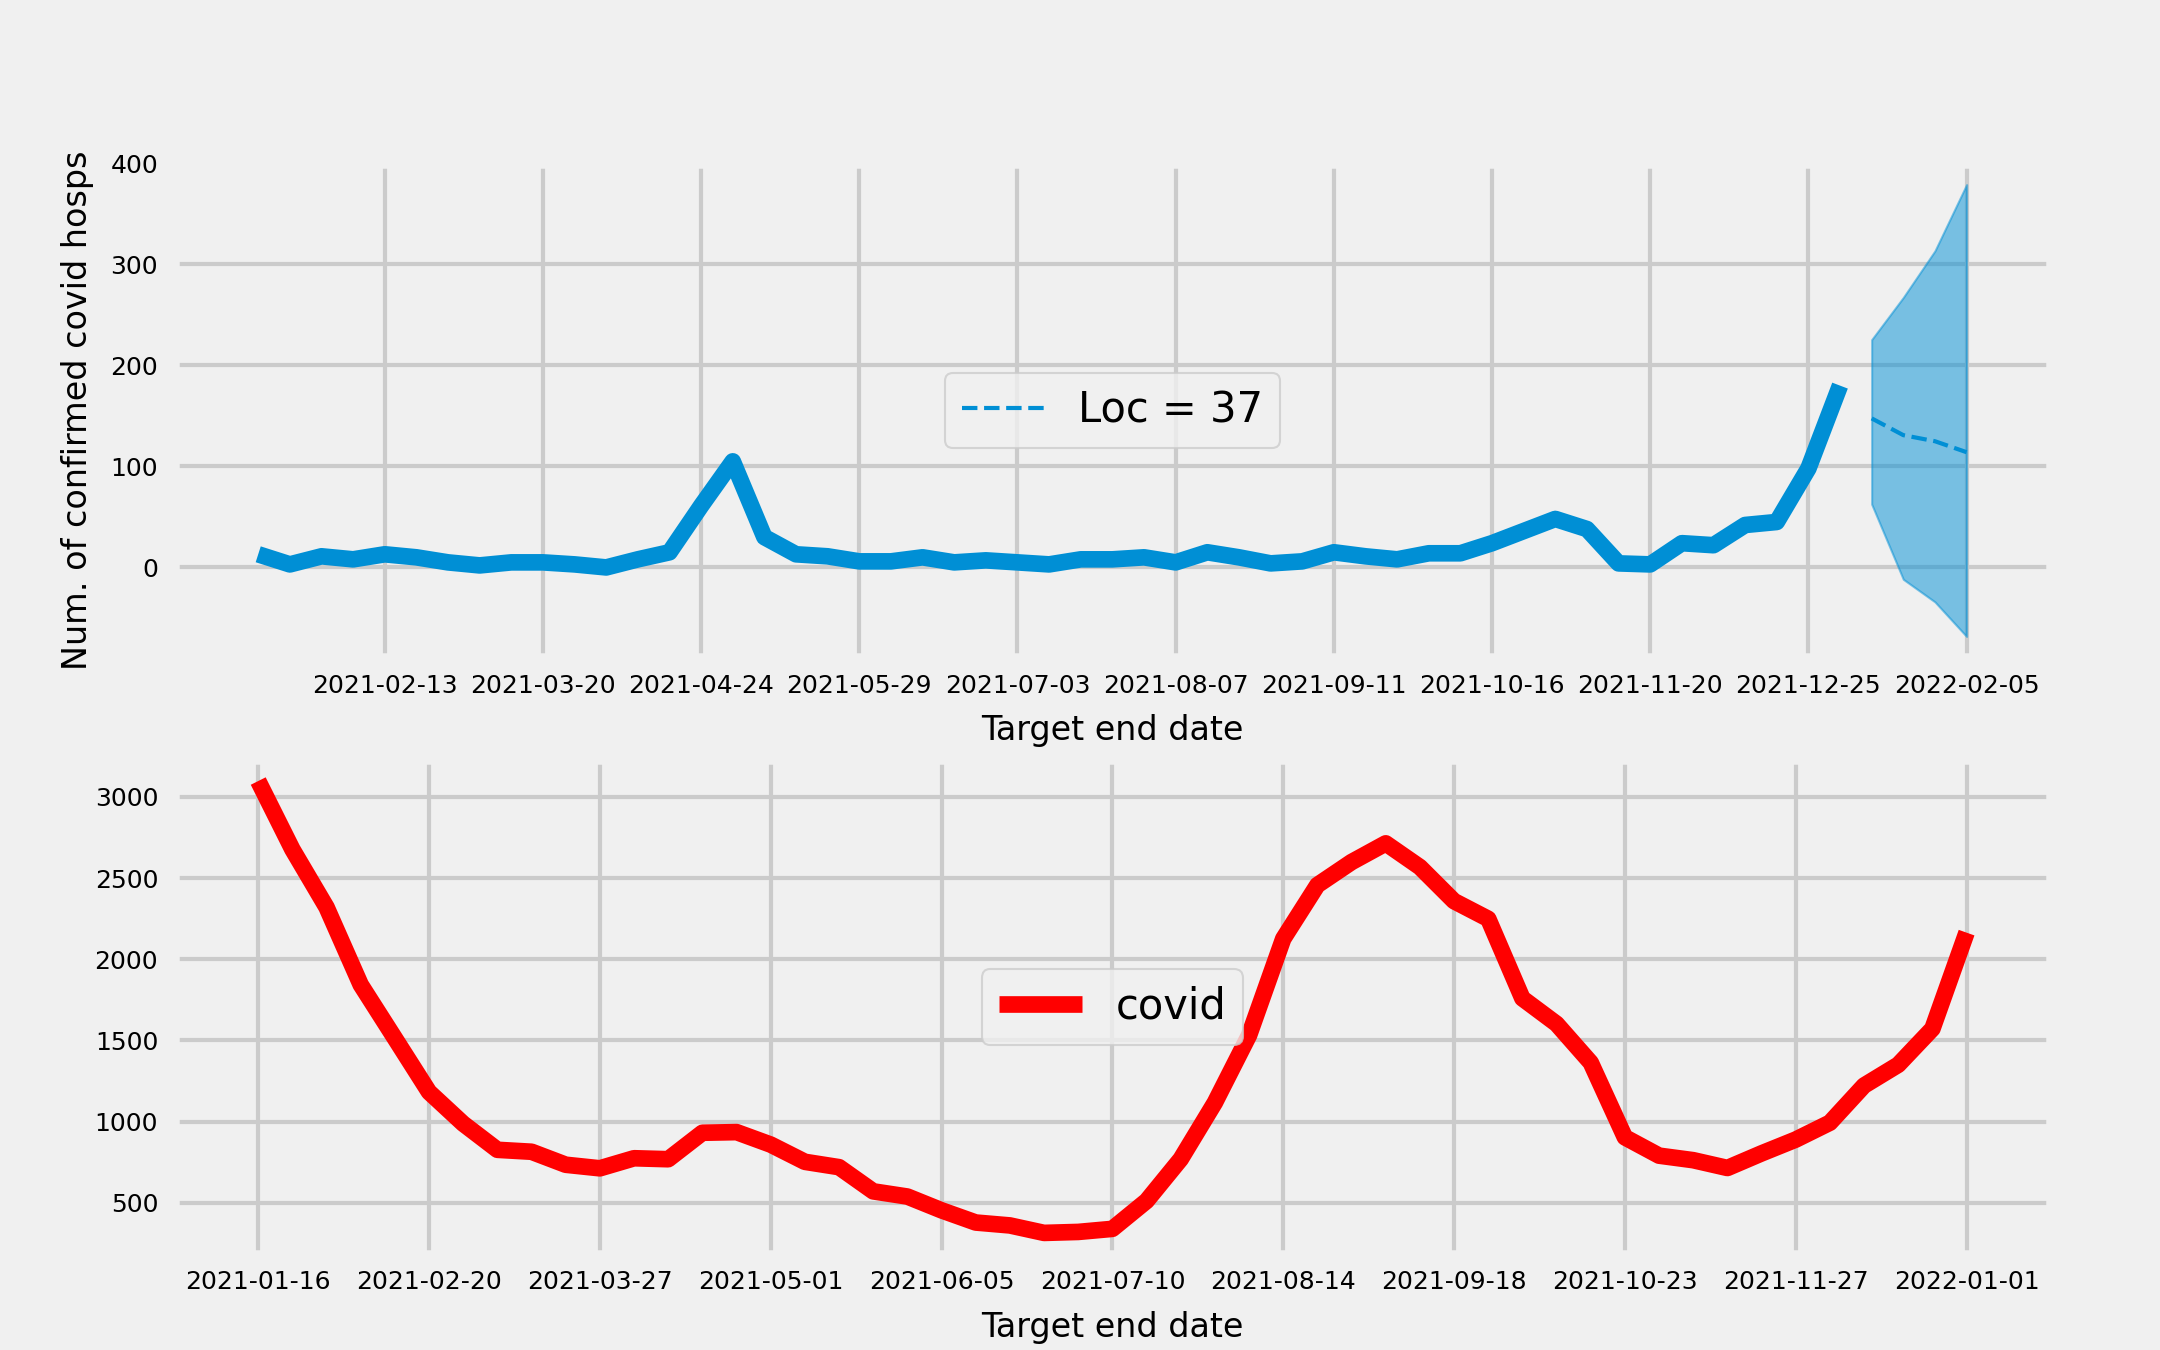 Num. of confirmed covid hosps
400
300
200
100
0
Loc = 37
2021-02-13 2021-03-20 2021-04-24 2021-05-29 2021-07-03 2021-08-07 2021-09-11 2021-10-16 2021-11-20 2021-12-25 2022-02-05
Target end date
3000
2500
2000
1500
1000
500
covid
2021-01-16 2021-02-20 2021-03-27 2021-05-01 2021-06-05 2021-07-10 2021-08-14 2021-09-18 2021-10-23 2021-11-27 2022-01-01
Target end date